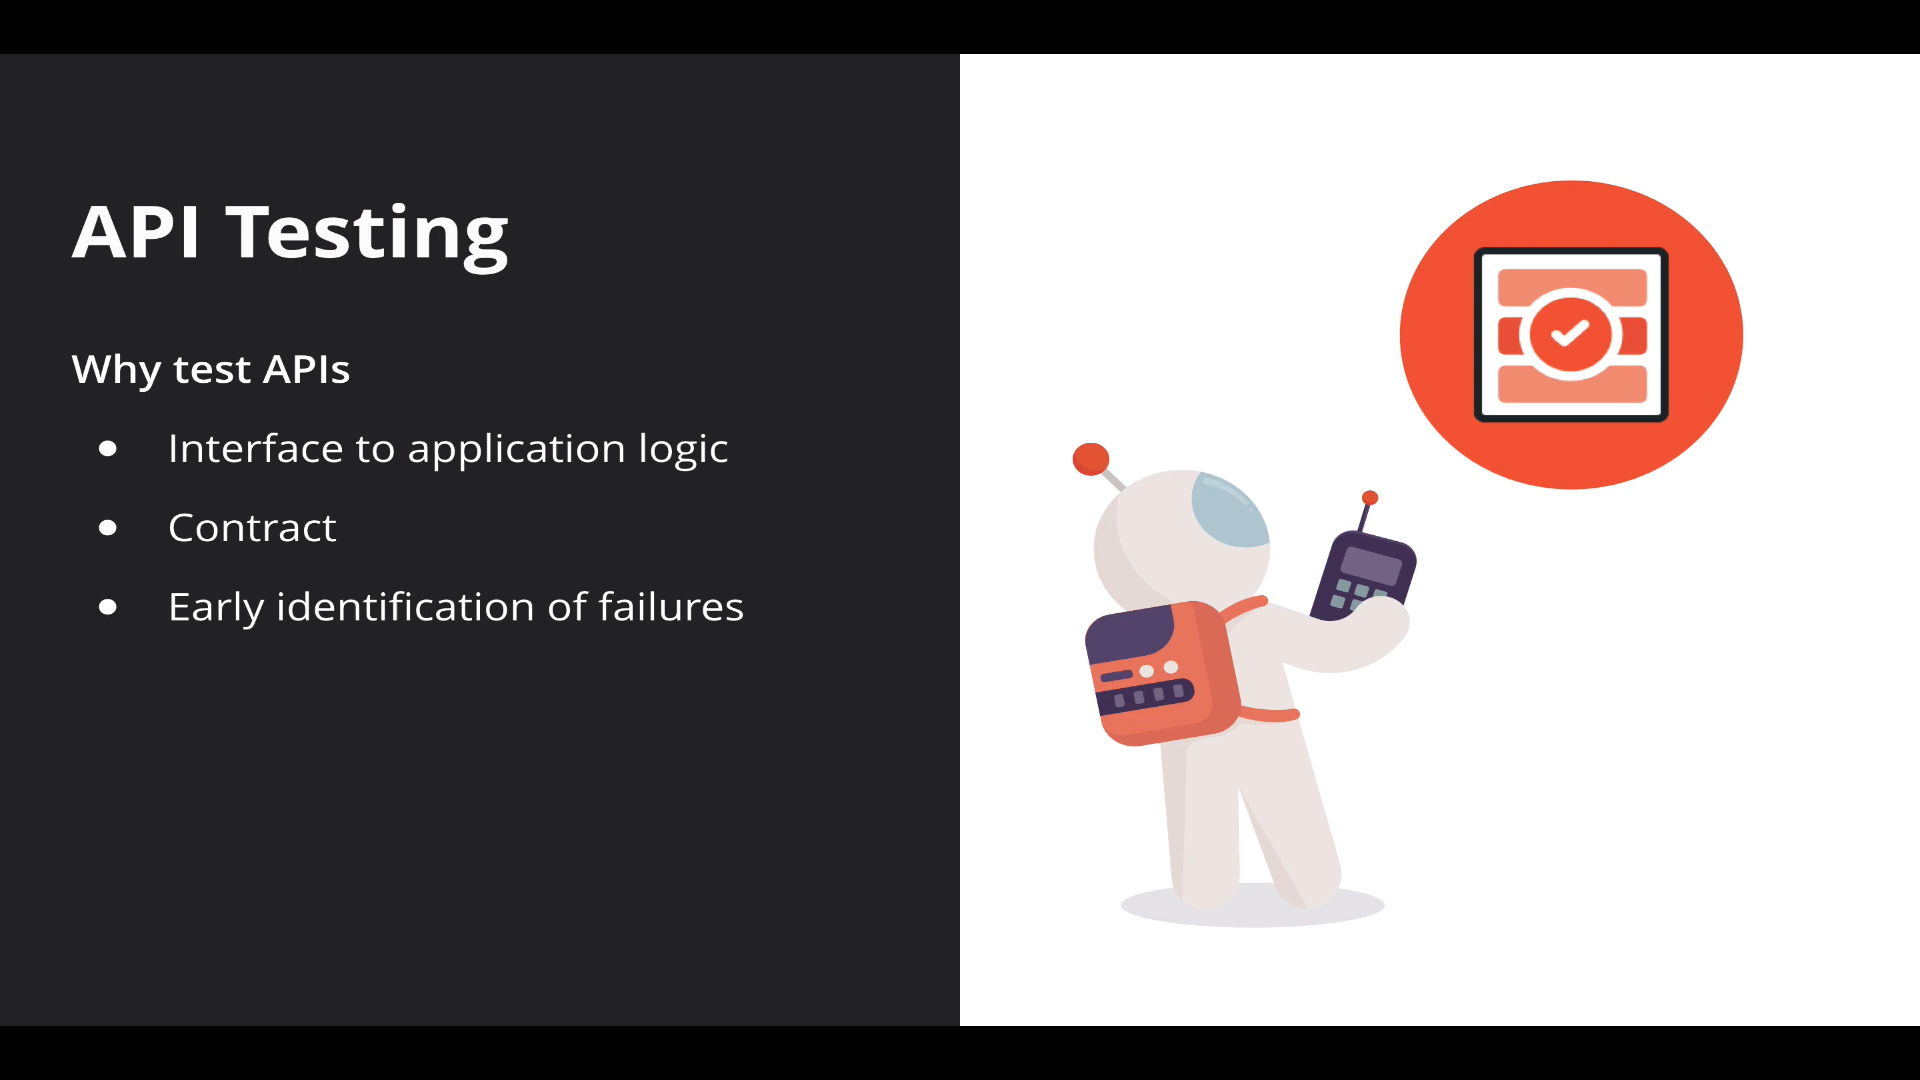 API Testing
Why test APIs
● Interface to application logic
● Contract
● Early identification of failures